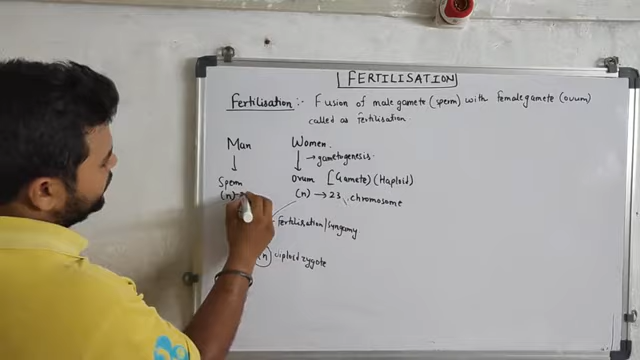 FERTILISATION
Fertilisation :- Fusion of male gamete (sperm) with female gamete (ovum)
called as fertilisation.
Man Women.
→ gametogenesis.
Sperm ovum [Gamete) (Haploid)
(n) (n) → 23 chromosome
Fertilisation/Syngamy
diploid zygote